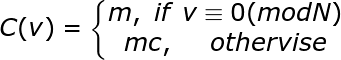 C(v) = { m, if v ≡ 0(modN)
mc, othervise